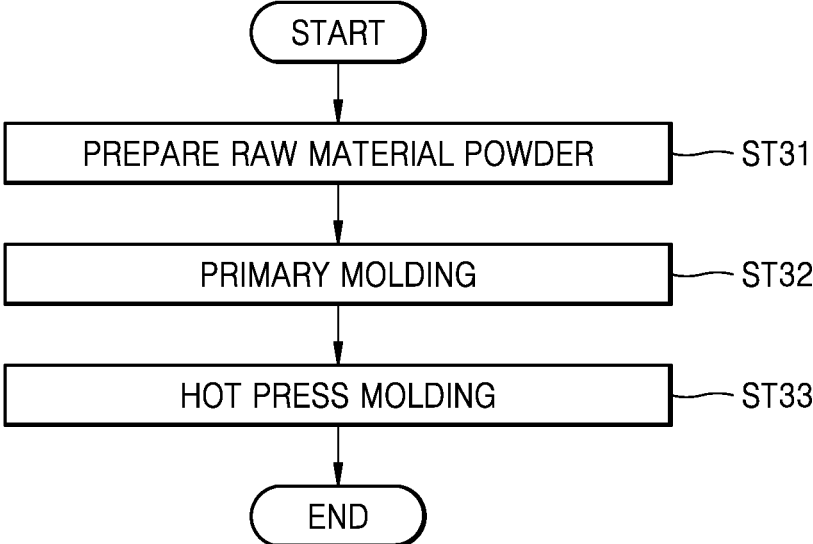 START
PREPARE RAW MATERIAL POWDER
ST31
PRIMARY MOLDING
ST32
HOT PRESS MOLDING
ST33
END